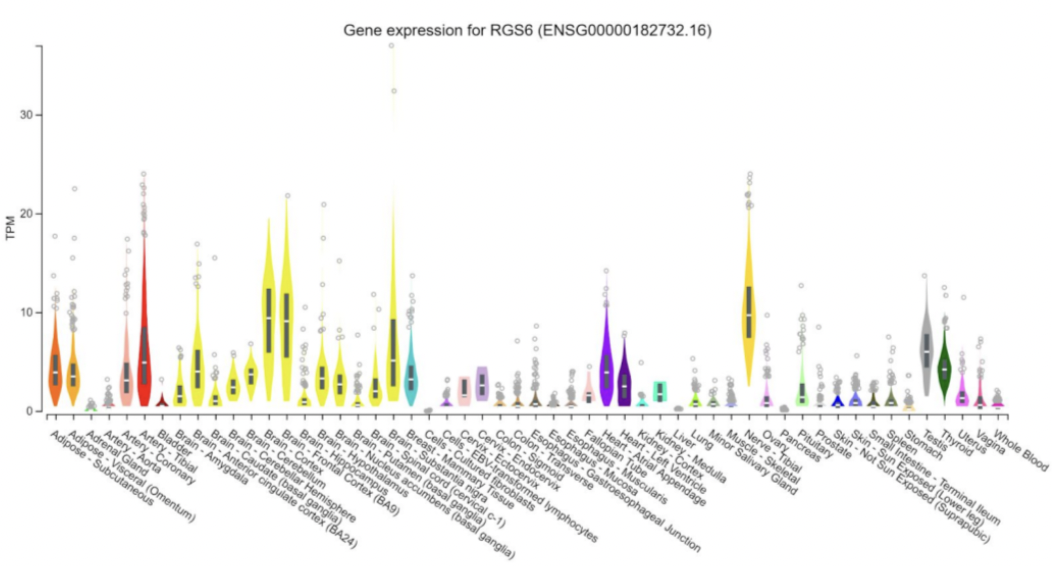 Gene expression for RGS6 (ENSG00000182732.16)
TPM
30
20
10
0
Adipose - Subcutaneous
Adipose - Visceral (Omentum)
Adrenal Gland
Artery - Aorta
Artery - Coronary
Artery - Tibial
Bladder
Brain - Amygdala
Brain - Anterior cingulate cortex (BA24)
Brain - Caudate (basal ganglia)
Brain - Cerebellar Hemisphere
Brain - Cerebellum
Brain - Cortex
Brain - Frontal Cortex (BA9)
Brain - Hippocampus
Brain - Hypothalamus
Brain - Nucleus accumbens (basal ganglia)
Brain - Putamen (basal ganglia)
Brain - Spinal cord (cervical c-1)
Brain - Substantia nigra
Breast - Mammary Tissue
Cells - Cultured fibroblasts
Cells - EBV-transformed lymphocytes
Cervix - Ectocervix
Cervix - Endocervix
Colon - Sigmoid
Colon - Transverse
Esophagus - Gastroesophageal Junction
Esophagus - Mucosa
Esophagus - Muscularis
Fallopian Tube
Heart - Atrial Appendage
Heart - Left Ventricle
Kidney - Cortex
Kidney - Medulla
Liver
Lung
Minor Salivary Gland
Muscle - Skeletal
Nerve - Tibial
Ovary
Pancreas
Pituitary
Prostate
Skin - Not Sun Exposed (Suprapubic)
Skin - Sun Exposed (Lower leg)
Small Intestine - Terminal Ileum
Spleen
Stomach
Testis
Thyroid
Uterus
Vagina
Whole Blood